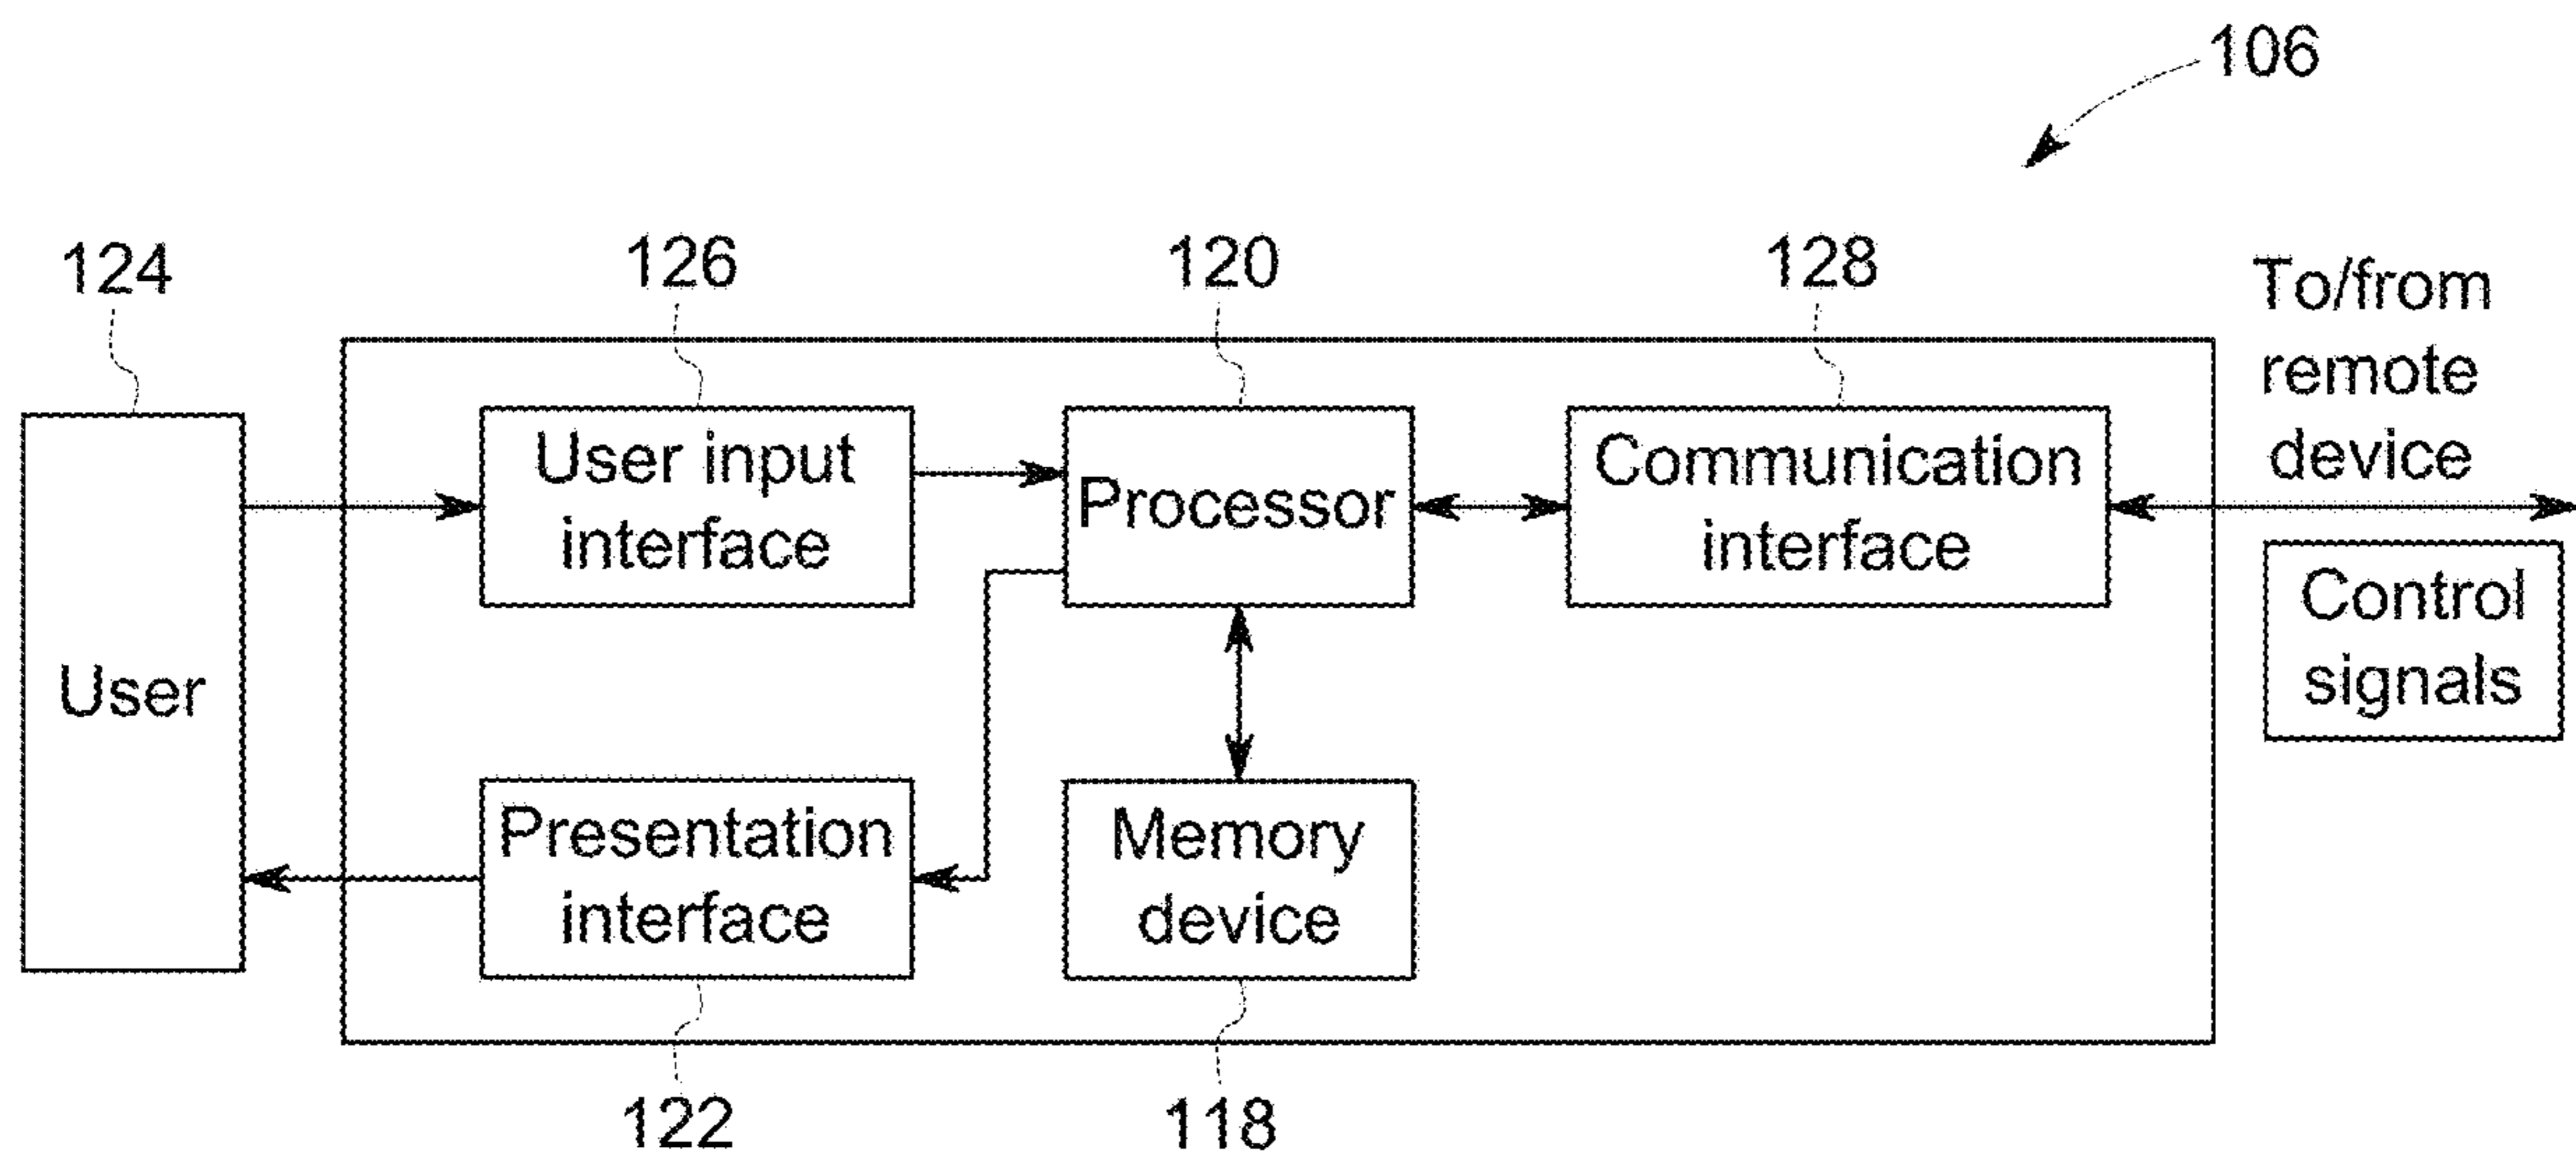 106
124
126
120
128
To/from
remote
device
User input
interface
Processor
Communication
interface
Control
signals
User
Presentation
interface
Memory
device
122
118